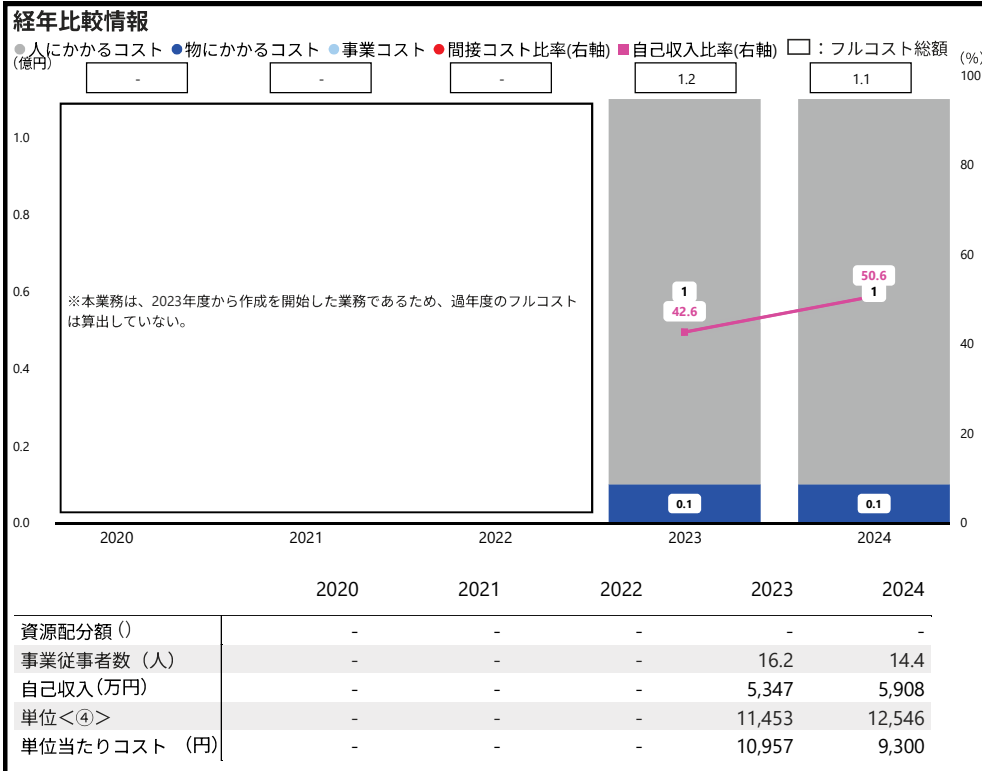 経年比較情報
●人にかかるコスト ●物にかかるコスト ●事業コスト ●間接コスト比率(右軸) ■自己収入比率(右軸) □：フルコスト総額
(億円) (%)
- - - 1.2 1.1
100
1.0
80
0.8
60
0.6
※本業務は、2023年度から作成を開始した業務であるため、過年度のフルコスト
は算出していない。
50.6
1 1
42.6
40
0.4
20
0.2
0.1 0.1
0.0 0
2020 2021 2022 2023 2024
2020 2021 2022 2023 2024
資源配分額() - - - - -
事業従事者数（人） - - - 16.2 14.4
自己収入(万円) - - - 5,347 5,908
単位＜④＞ - - - 11,453 12,546
単位当たりコスト （円） - - - 10,957 9,300